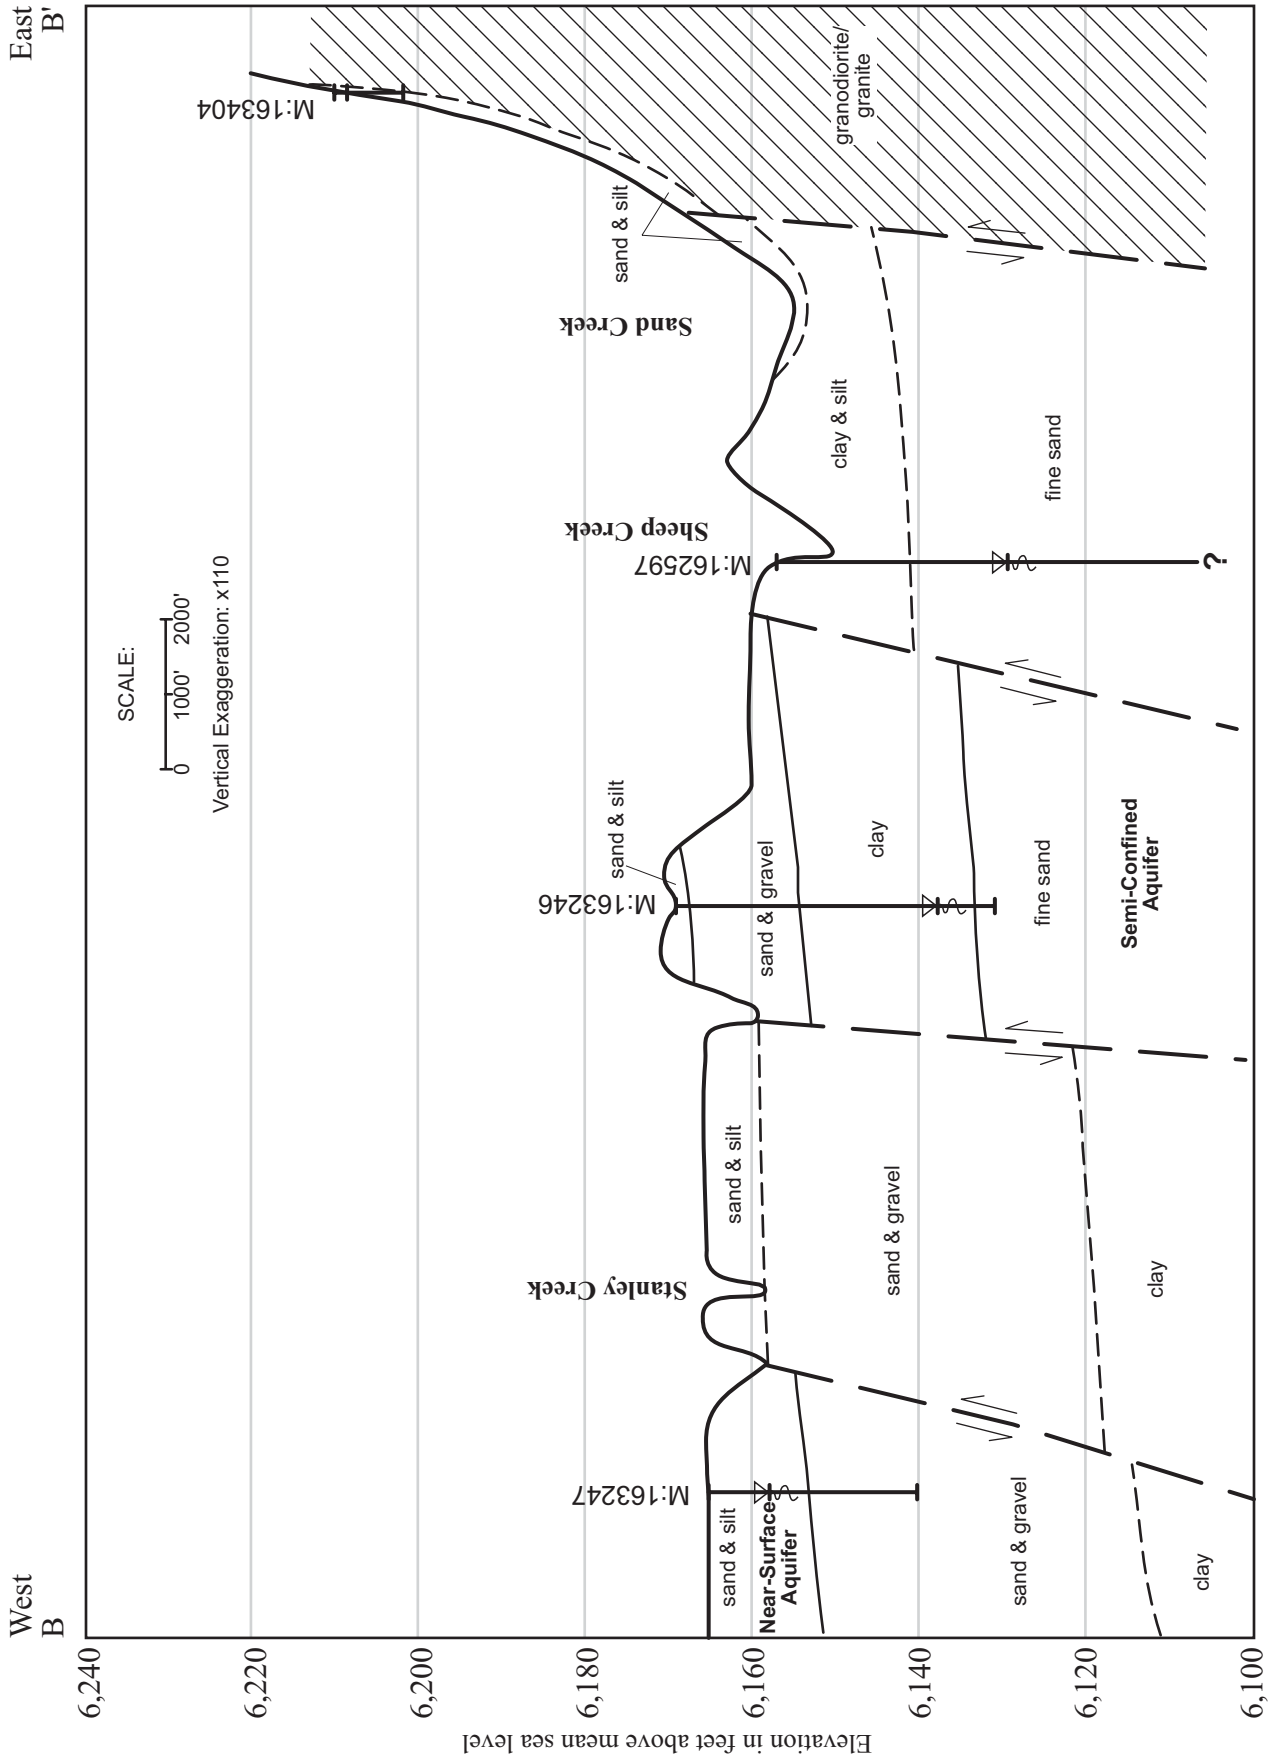 West
East
B
B'
SCALE:
0
1000'
2000'
Vertical Exaggeration: x110
6,240
6,220
6,200
6,180
6,160
6,140
6,120
6,100
Elevation in feet above mean sea level
M:163247
Stanley Creek
M:163246
M:162597
Sheep Creek
Sand Creek
M:163404
sand & silt
Near-Surface
Aquifer
sand & gravel
clay
sand & silt
sand & gravel
clay
sand & silt
sand & gravel
clay
fine sand
Semi-Confined
Aquifer
clay & silt
fine sand
?
sand & silt
granodiorite/
granite